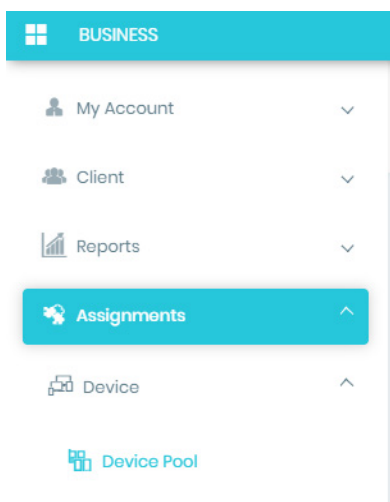 BUSINESS
My Account
Client
Reports
Assignments
Device
Device Pool